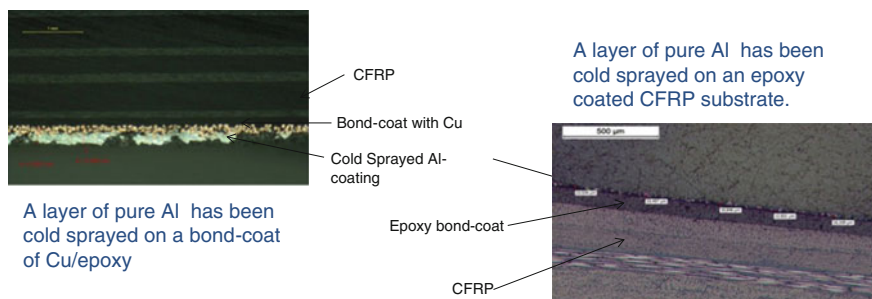 1 mm
CFRP
Bond-coat with Cu
Cold Sprayed Al-
coating
A layer of pure Al has been
cold sprayed on a bond-coat
of Cu/epoxy
A layer of pure Al has been
cold sprayed on an epoxy
coated CFRP substrate.
500 µm
Epoxy bond-coat
CFRP